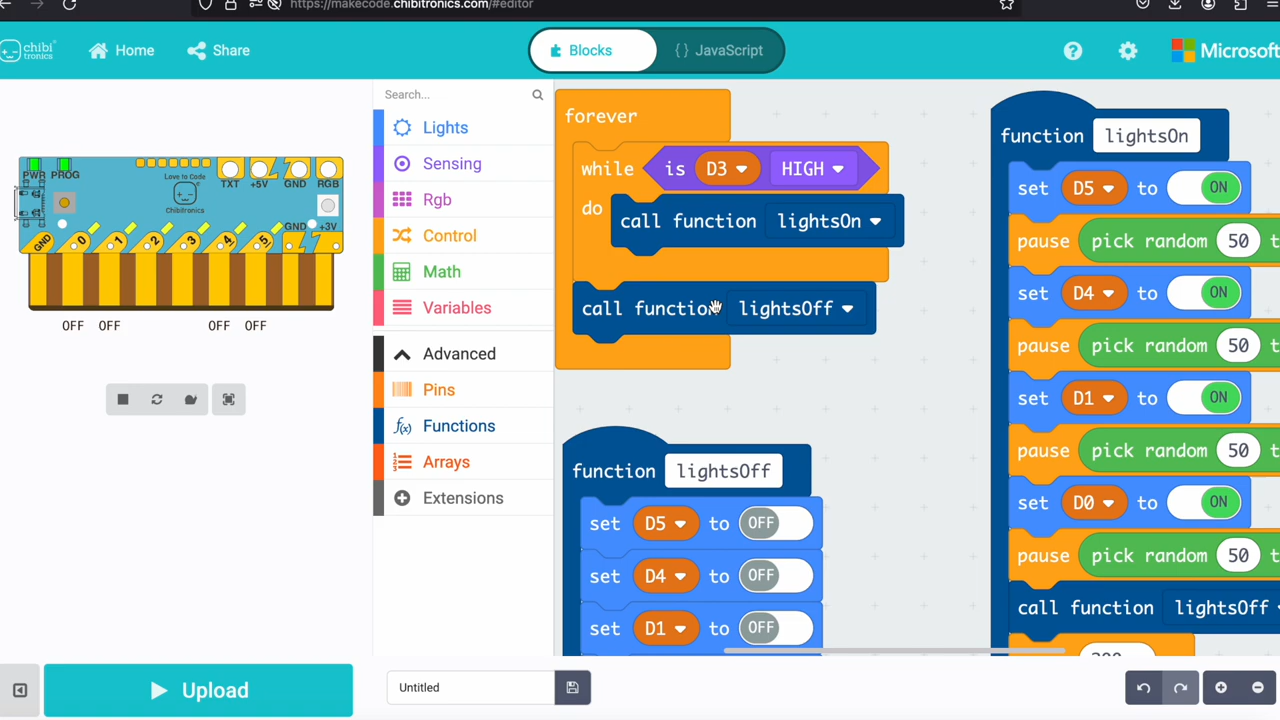 https://makecode.chibitronics.com/#editor
chibi
tronics
Home
Share
Blocks
{ } JavaScript
?
Microsoft
PWR PROG
Love to Code
Chibitronics
TXT +5V GND RGB
GND +3V
GND 0 1 2 3 4 5
OFF OFF OFF OFF
Search...
Lights
Sensing
Rgb
Control
Math
Variables
Advanced
Pins
Functions
Arrays
Extensions
forever
while is D3 HIGH
do call function lightsOn
call function lightsOff
function lightsOff
set D5 to OFF
set D4 to OFF
set D1 to OFF
function lightsOn
set D5 to ON
pause pick random 50 t
set D4 to ON
pause pick random 50 t
set D1 to ON
pause pick random 50 t
set D0 to ON
pause pick random 50 t
call function lightsOff
Upload
Untitled